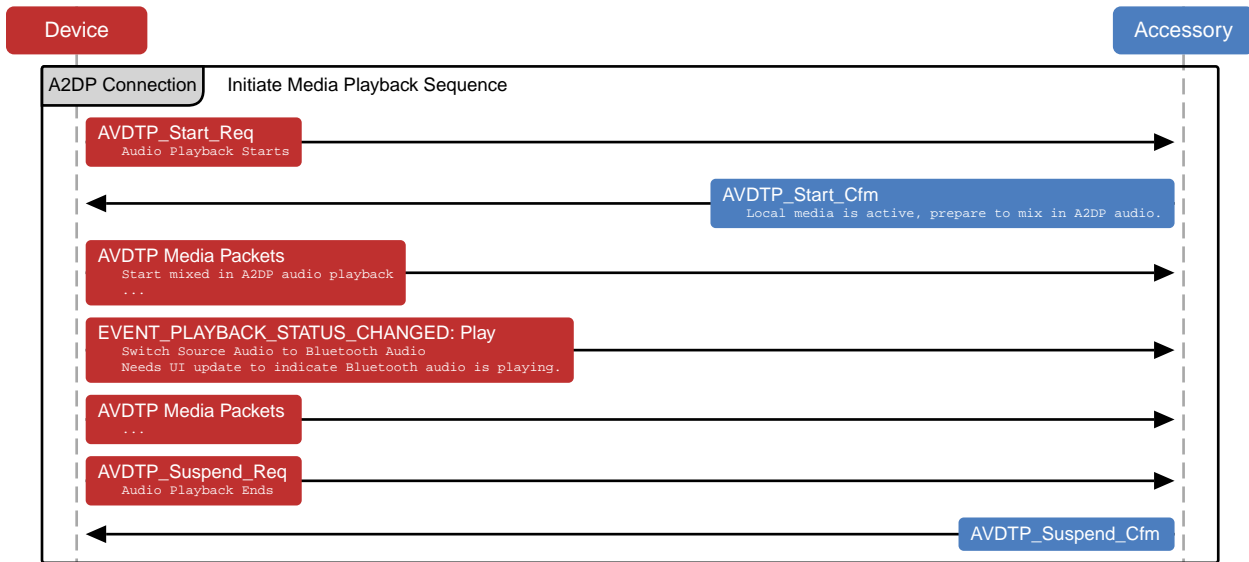 Device
Accessory
A2DP Connection
Initiate Media Playback Sequence
AVDTP_Start_Req
Audio Playback Starts
AVDTP_Start_Cfm
Local media is active, prepare to mix in A2DP audio.
AVDTP Media Packets
Start mixed in A2DP audio playback
...
EVENT_PLAYBACK_STATUS_CHANGED: Play
Switch Source Audio to Bluetooth Audio
Needs UI update to indicate Bluetooth audio is playing.
AVDTP Media Packets
...
AVDTP_Suspend_Req
Audio Playback Ends
AVDTP_Suspend_Cfm